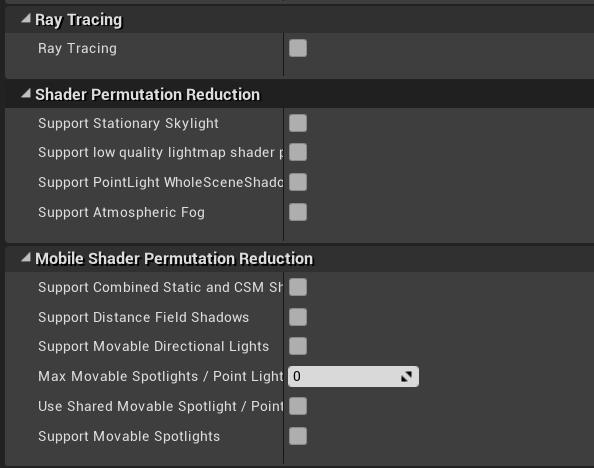 Ray Tracing
Ray Tracing
Shader Permutation Reduction
Support Stationary Skylight
Support low quality lightmap shader p
Support PointLight WholeSceneShado
Support Atmospheric Fog
Mobile Shader Permutation Reduction
Support Combined Static and CSM Sh
Support Distance Field Shadows
Support Movable Directional Lights
Max Movable Spotlights / Point Light 0
Use Shared Movable Spotlight / Point
Support Movable Spotlights